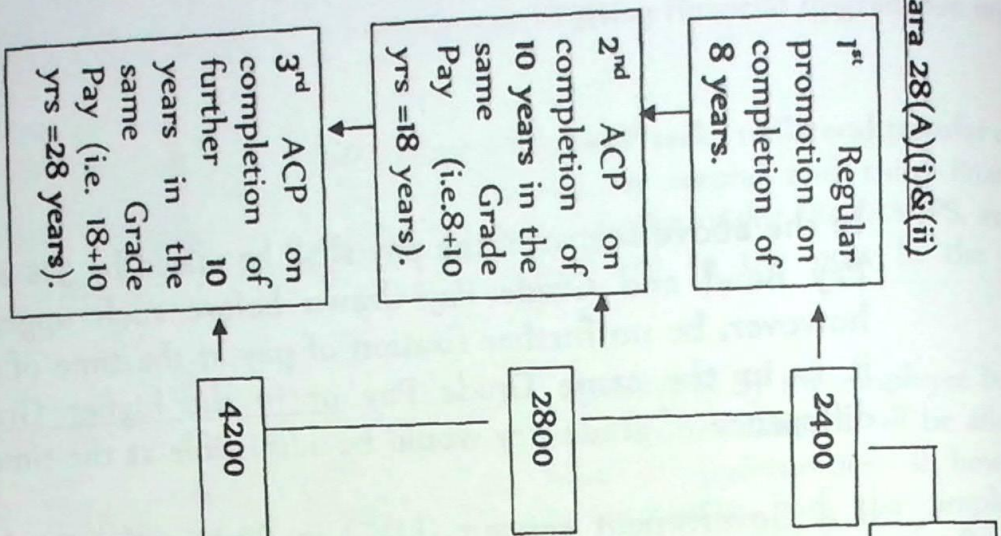 ara 28(A)(i)&(ii)
1st Regular
promotion on
completion of
8 years.
2400
2nd ACP on
completion of
10 years in the
same Grade
Pay (i.e.8+10
yrs =18 years).
2800
3rd ACP on
completion of
further 10
years in the
same Grade
Pay (i.e. 18+10
yrs =28 years).
4200